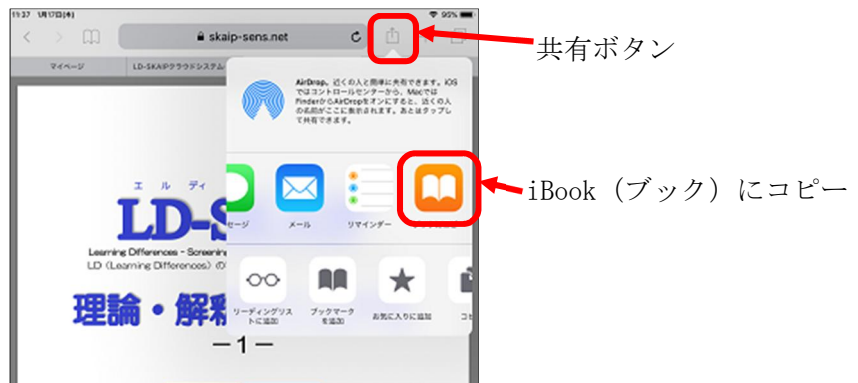 11:37 1月17日(木)
95%
skaip-sens.net
共有ボタン
マイページ
LD-SKAIPクラウドシステム
AirDrop。近くの人と簡単に共有できます。iOS
ではコントロールセンターから、Macでは
FinderからAirDropをオンにすると、近くの人
の名前がここに表示されます。あとはタップし
て共有できます。
iBook（ブック）にコピー
エ ル ディ
LD-S
セージ
メール
リマインダー
Learning Differences - Screening
LD (Learning Differences) の
理論・解釈
リーディングリス
トに追加
ブックマーク
を追加
お気に入りに追加
コピ
－1－